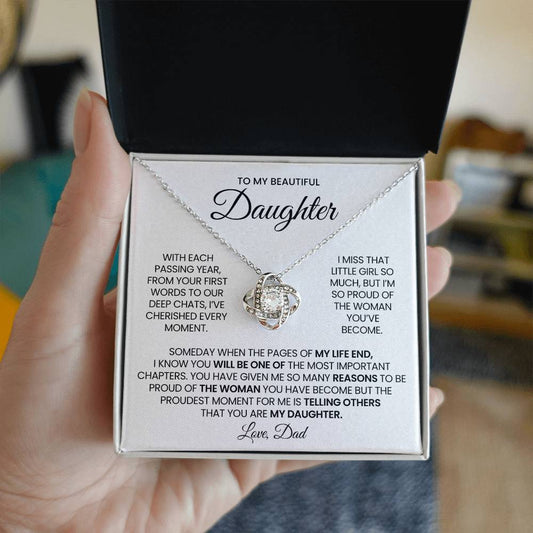 TO MY BEAUTIFUL
Daughter
WITH EACH
PASSING YEAR,
FROM YOUR FIRST
WORDS TO OUR
DEEP CHATS, I'VE
CHERISHED EVERY
MOMENT.
I MISS THAT
LITTLE GIRL SO
MUCH, BUT I'M
SO PROUD OF
THE WOMAN
YOU'VE
BECOME.
SOMEDAY WHEN THE PAGES OF MY LIFE END,
I KNOW YOU WILL BE ONE OF THE MOST IMPORTANT
CHAPTERS. YOU HAVE GIVEN ME SO MANY REASONS TO BE
PROUD OF THE WOMAN YOU HAVE BECOME BUT THE
PROUDEST MOMENT FOR ME IS TELLING OTHERS
THAT YOU ARE MY DAUGHTER.
Love, Dad